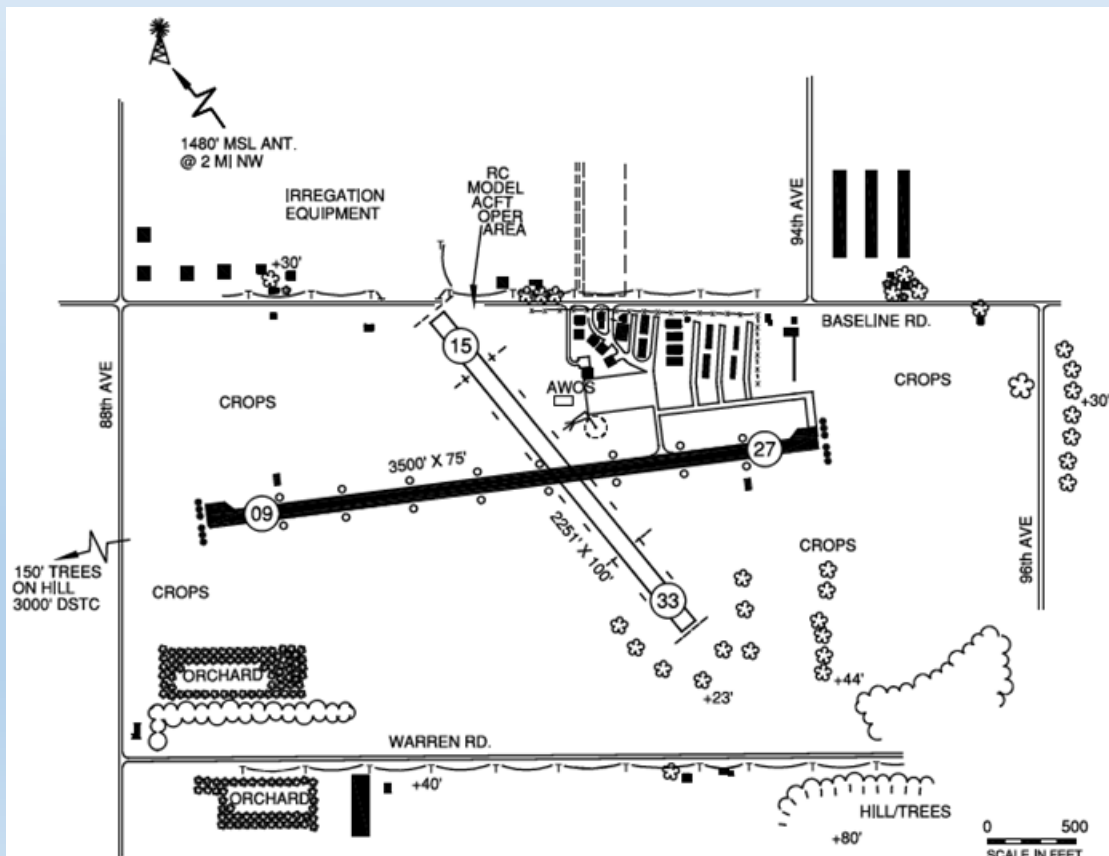 1480' MSL ANT.
@ 2 MI NW
IRREGATION
EQUIPMENT
RC
MODEL
ACFT
OPER
AREA
94th AVE
+30'
BASELINE RD.
15
88th AVE
AWOS
CROPS
CROPS
+30'
3500' X 75'
27
09
2251' X 100'
CROPS
96th AVE
150' TREES
ON HILL
3000' DSTC
CROPS
33
ORCHARD
+44'
+23'
WARREN RD.
+40'
ORCHARD
HILL/TREES
+80'
0 500
SCALE IN FEET